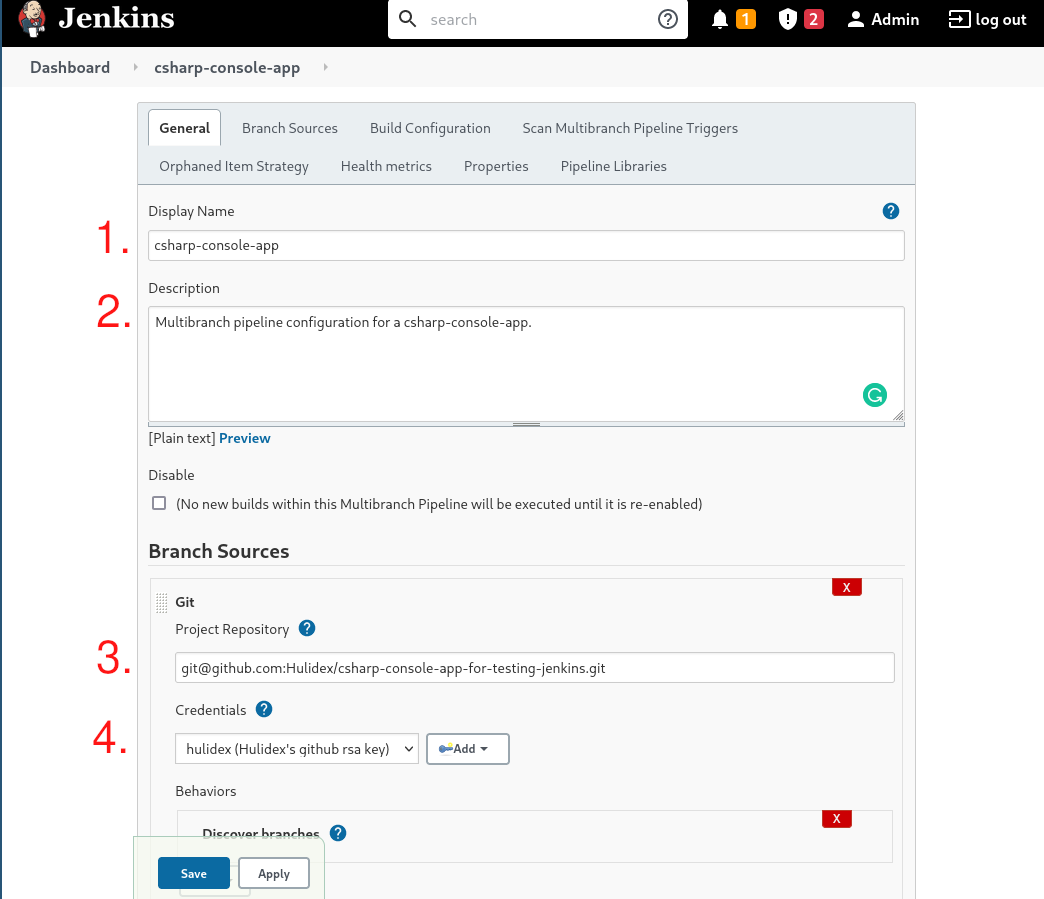 Jenkins
search
1
2
Admin
log out
Dashboard
csharp-console-app
General
Branch Sources
Build Configuration
Scan Multibranch Pipeline Triggers
Orphaned Item Strategy
Health metrics
Properties
Pipeline Libraries
Display Name
?
1.
csharp-console-app
Description
2.
Multibranch pipeline configuration for a csharp-console-app.
[Plain text] Preview
Disable
(No new builds within this Multibranch Pipeline will be executed until it is re-enabled)
Branch Sources
X
Git
Project Repository ?
3.
git@github.com:Hulidex/csharp-console-app-for-testing-jenkins.git
Credentials ?
4.
hulidex (Hulidex's github rsa key)
Add
Behaviors
X
Discover branches ?
Save
Apply